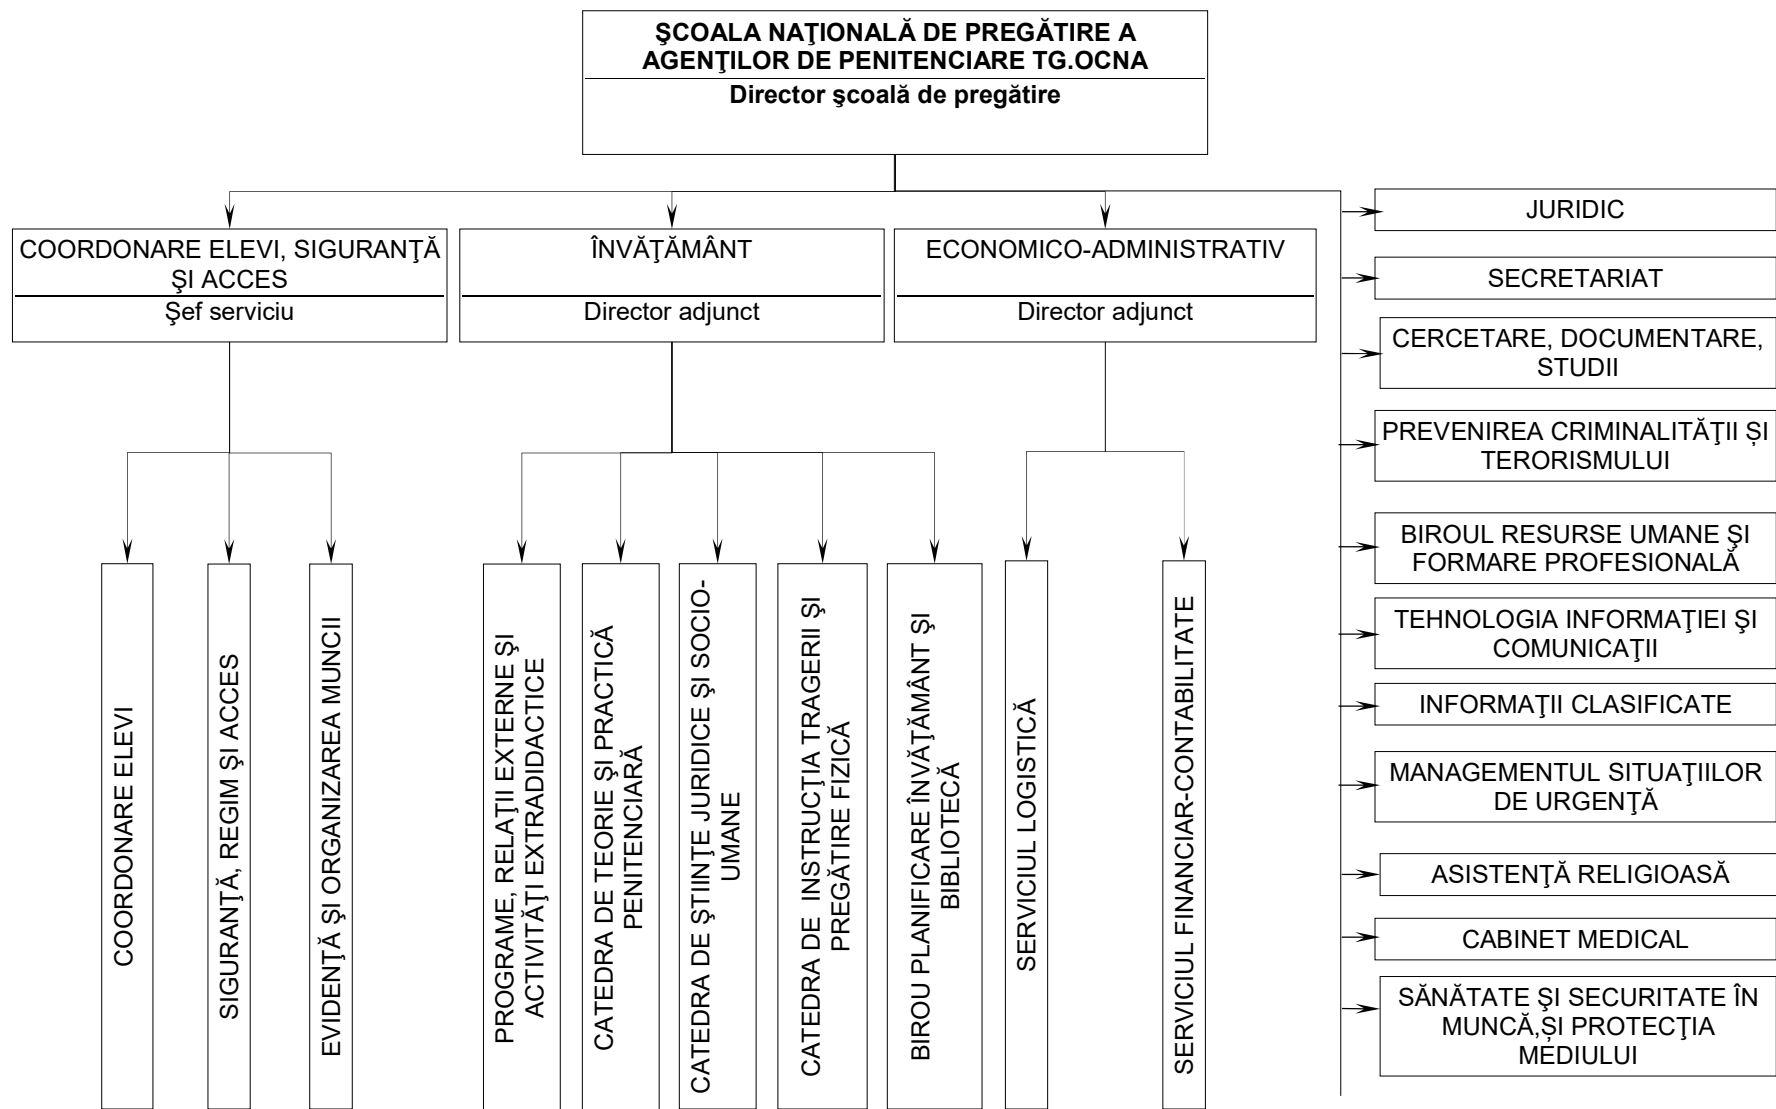 ŞCOALA NAŢIONALĂ DE PREGĂTIRE A
AGENŢILOR DE PENITENCIARE TG.OCNA
Director şcoală de pregătire
COORDONARE ELEVI, SIGURANŢĂ
ŞI ACCES
Şef serviciu
ÎNVĂŢĂMÂNT
Director adjunct
ECONOMICO-ADMINISTRATIV
Director adjunct
COORDONARE ELEVI
SIGURANŢĂ, REGIM ŞI ACCES
EVIDENŢĂ ŞI ORGANIZAREA MUNCII
PROGRAME, RELAŢII EXTERNE ŞI
ACTIVITĂŢI EXTRADIDACTICE
CATEDRA DE TEORIE ŞI PRACTICĂ
PENITENCIARĂ
CATEDRA DE ŞTIINŢE JURIDICE ŞI SOCIO-
UMANE
CATEDRA DE INSTRUCŢIA TRAGERII ŞI
PREGĂTIRE FIZICĂ
BIROU PLANIFICARE ÎNVĂŢĂMÂNT ŞI
BIBLIOTECĂ
SERVICIUL LOGISTICĂ
SERVICIUL FINANCIAR-CONTABILITATE
JURIDIC
SECRETARIAT
CERCETARE, DOCUMENTARE,
STUDII
PREVENIREA CRIMINALITĂŢII ȘI
TERORISMULUI
BIROUL RESURSE UMANE ŞI
FORMARE PROFESIONALĂ
TEHNOLOGIA INFORMAŢIEI ŞI
COMUNICAŢII
INFORMAŢII CLASIFICATE
MANAGEMENTUL SITUAŢIILOR
DE URGENŢĂ
ASISTENŢĂ RELIGIOASĂ
CABINET MEDICAL
SĂNĂTATE ŞI SECURITATE ÎN
MUNCĂ,ȘI PROTECŢIA
MEDIULUI